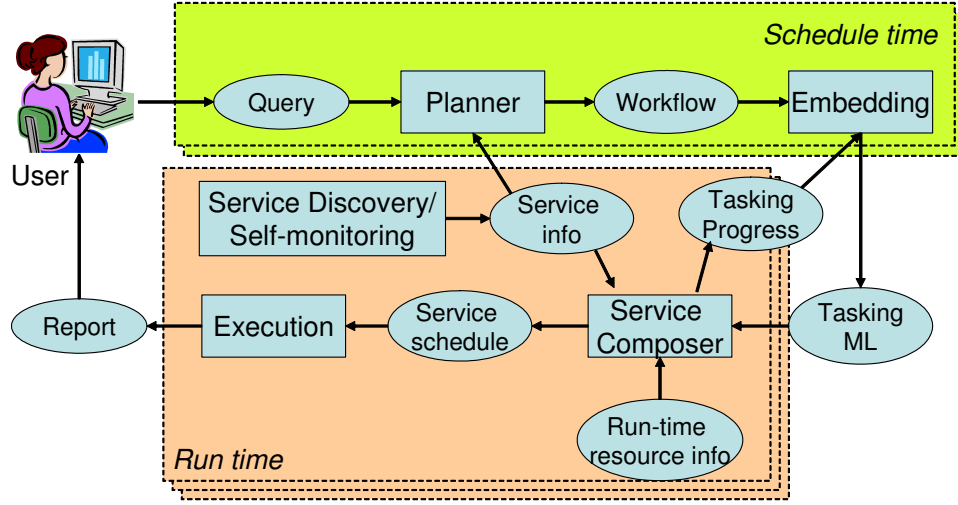 Schedule time
Query
Planner
Workflow
Embedding
User
Service Discovery/
Self-monitoring
Service
info
Tasking
Progress
Report
Execution
Service
schedule
Service
Composer
Tasking
ML
Run-time
resource info
Run time